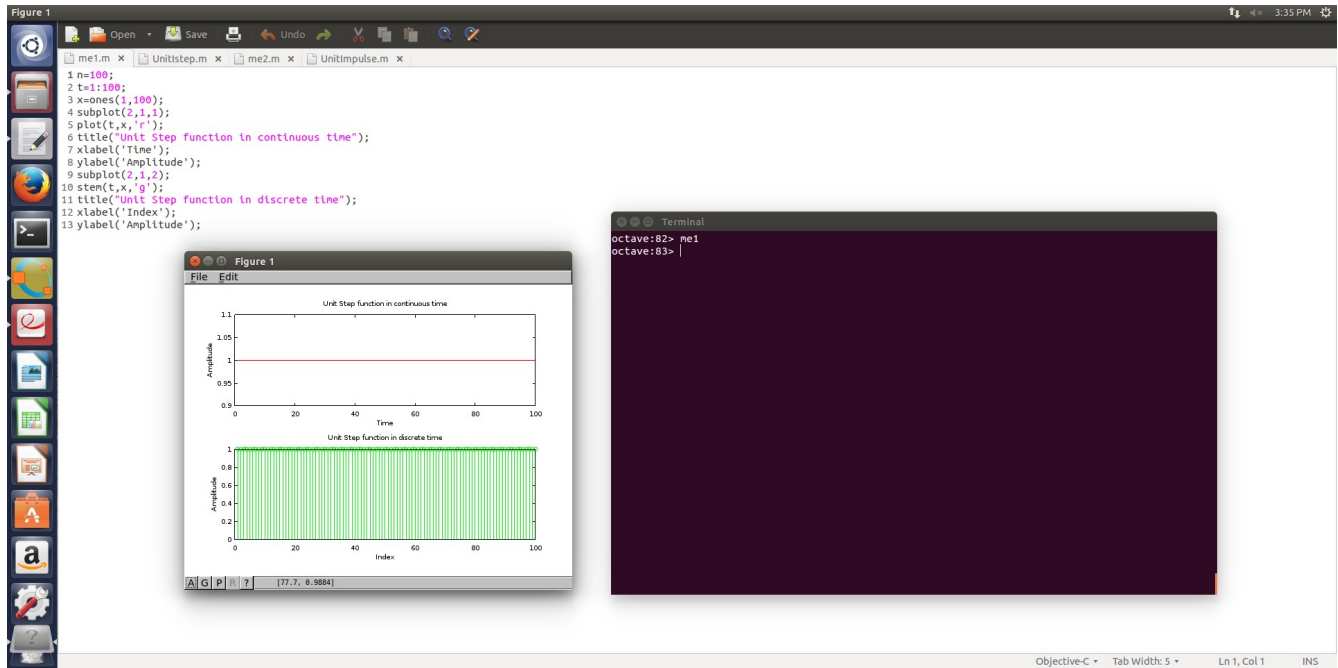 Figure 1
3:35 PM
Open Save Undo
me1.m × UnitIstep.m × me2.m × UnitImpulse.m ×
1 n=100;
2 t=1:100;
3 x=ones(1,100);
4 subplot(2,1,1);
5 plot(t,x,'r');
6 title("Unit Step function in continuous time");
7 xlabel('Time');
8 ylabel('Amplitude');
9 subplot(2,1,2);
10 stem(t,x,'g');
11 title("Unit Step function in discrete time");
12 xlabel('Index');
13 ylabel('Amplitude');
Figure 1
File Edit
Unit Step function in continuous time
1.1
1.05
1
0.95
0.9
Amplitude
0 20 40 60 80 100
Time
Unit Step function in discrete time
1
0.8
0.6
0.4
0.2
0
Amplitude
0 20 40 60 80 100
Index
A G P R ? [77.7, 0.9884]
Terminal
octave:82> me1
octave:83>
Objective-C Tab Width: 5 Ln 1, Col 1 INS